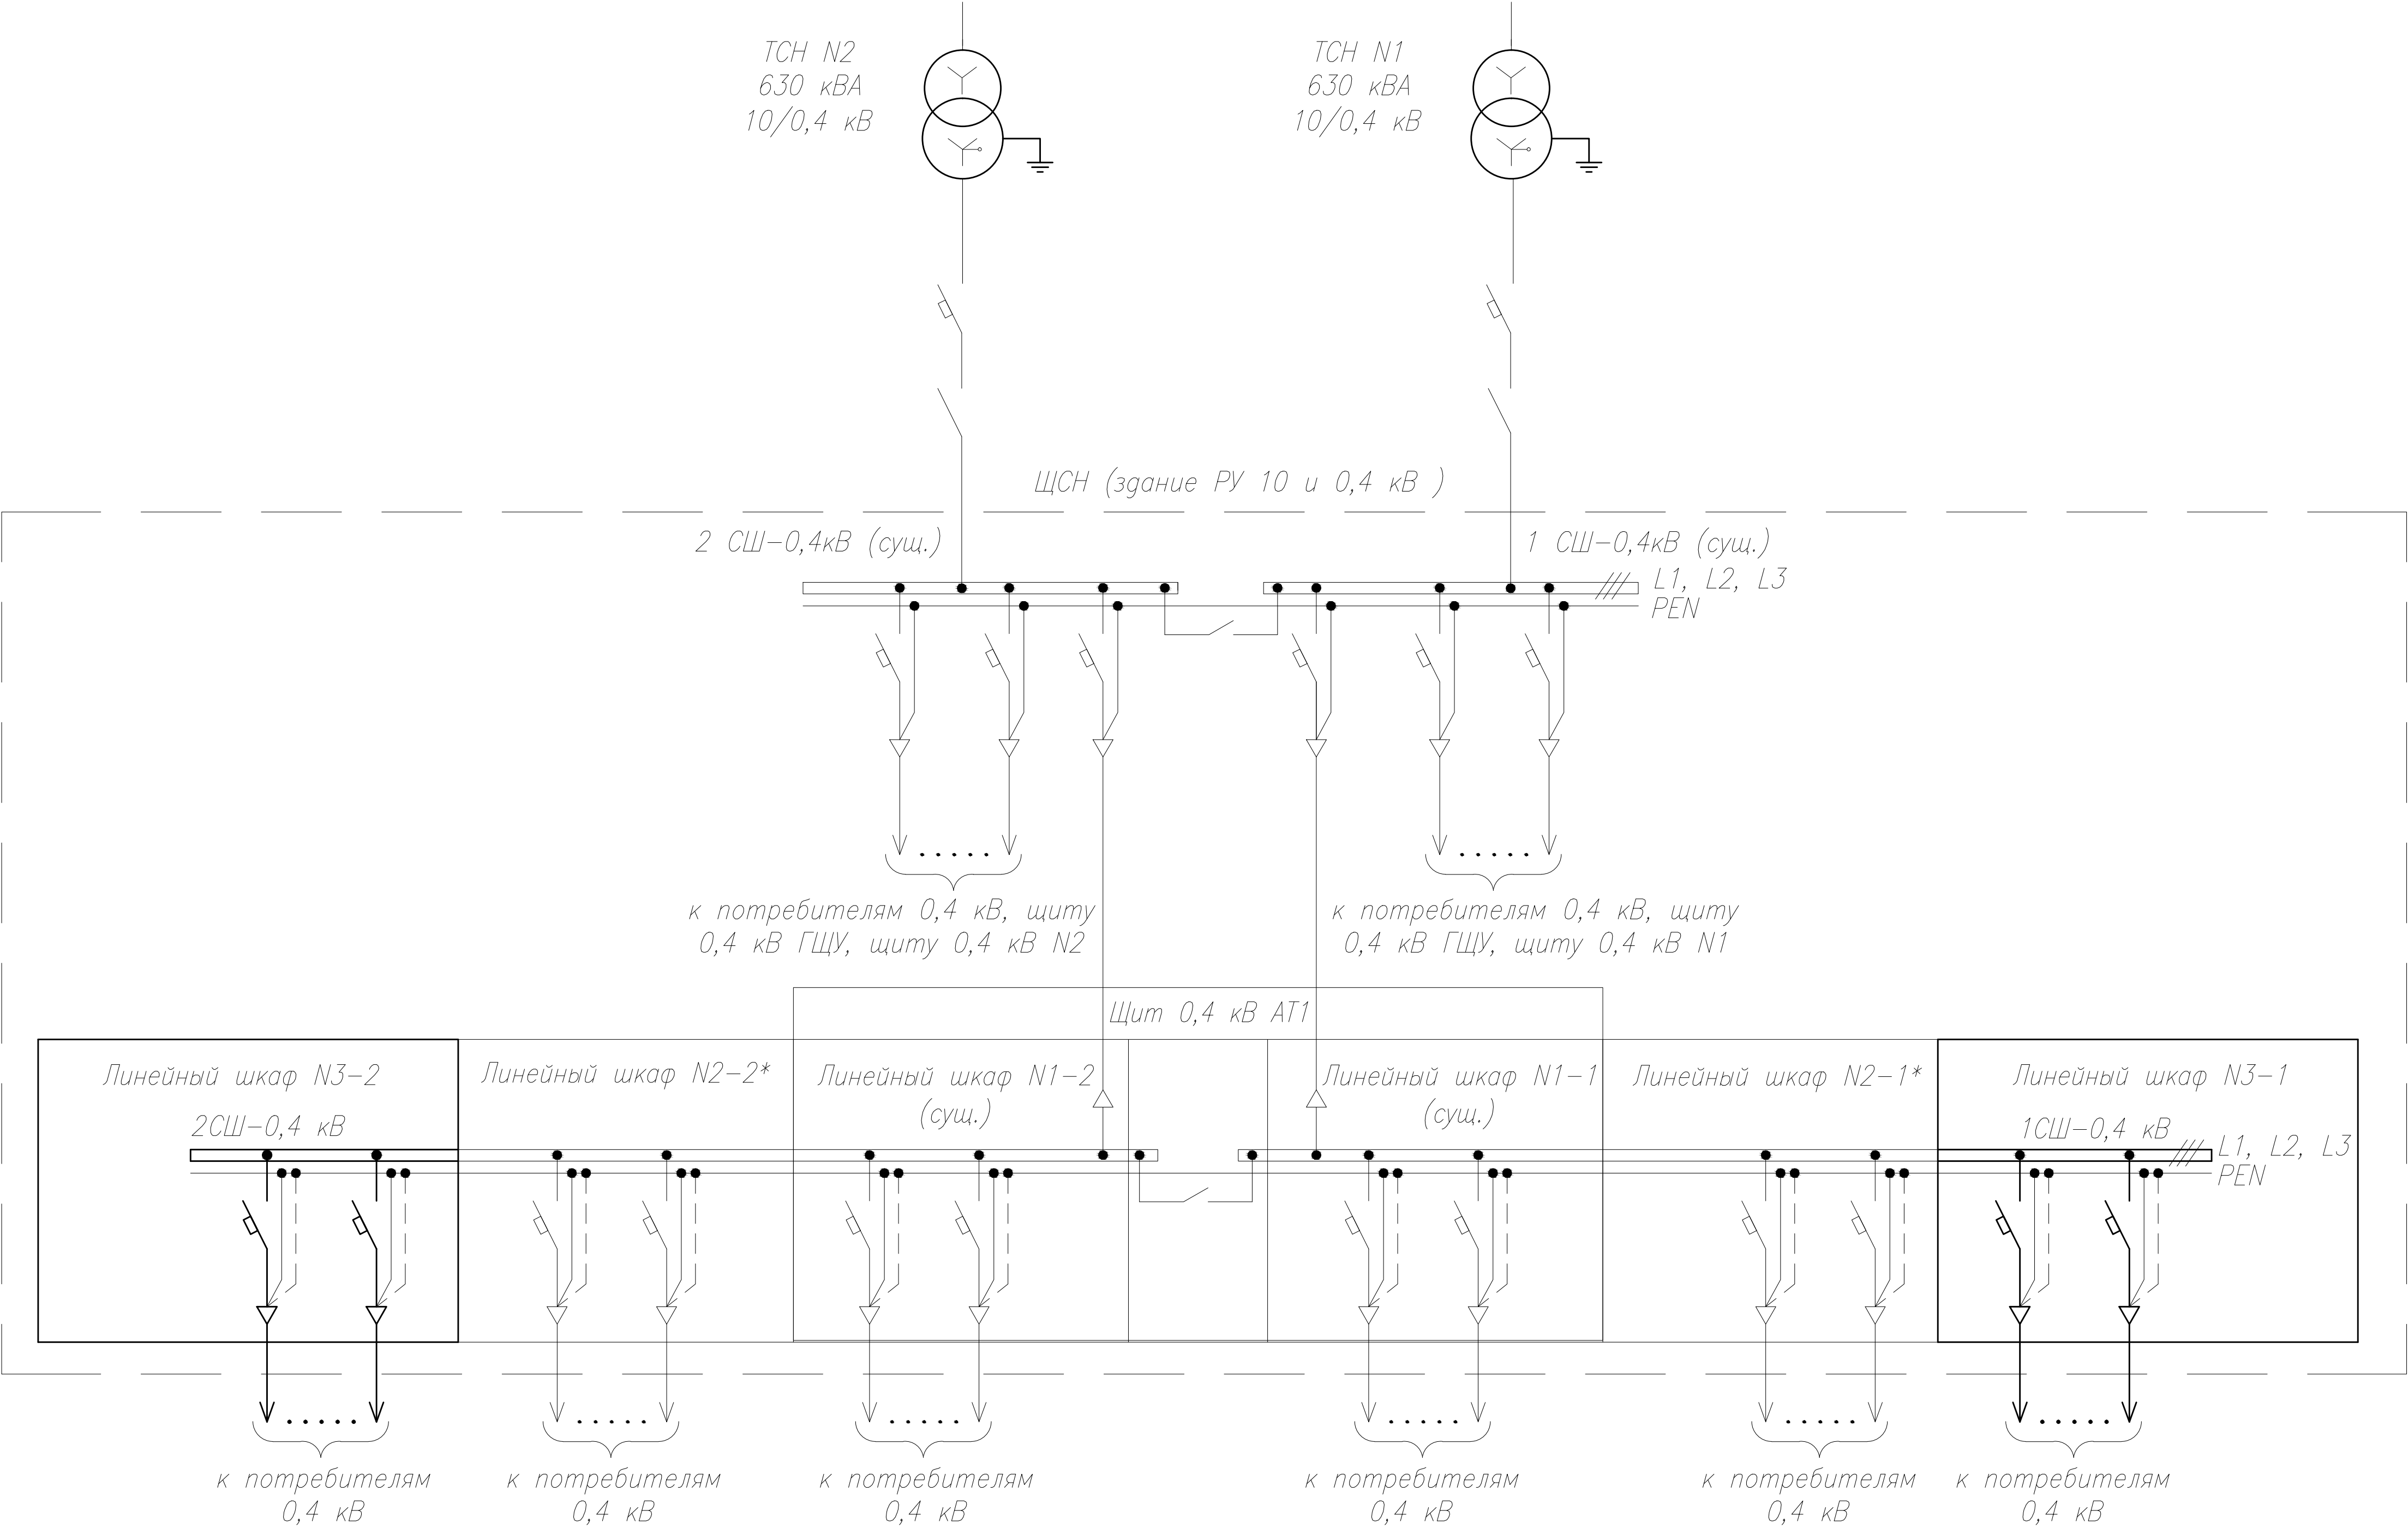 ТСН N2
630 кВА
10/0,4 кВ
ТСН N1
630 кВА
10/0,4 кВ
ЩСН (здание РУ 10 и 0,4 кВ )
2 СШ-0,4кВ (сущ.)
1 СШ-0,4кВ (сущ.)
L1, L2, L3
PEN
к потребителям 0,4 кВ, щиту
0,4 кВ ГЩУ, щиту 0,4 кВ N2
к потребителям 0,4 кВ, щиту
0,4 кВ ГЩУ, щиту 0,4 кВ N1
Щит 0,4 кВ АТ1
Линейный шкаф N3-2
Линейный шкаф N2-2*
Линейный шкаф N1-2
(сущ.)
Линейный шкаф N1-1
(сущ.)
Линейный шкаф N2-1*
Линейный шкаф N3-1
2СШ-0,4 кВ
1СШ-0,4 кВ
L1, L2, L3
PEN
к потребителям
0,4 кВ
к потребителям
0,4 кВ
к потребителям
0,4 кВ
к потребителям
0,4 кВ
к потребителям
0,4 кВ
к потребителям
0,4 кВ